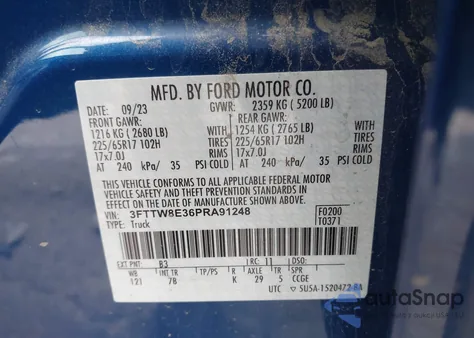 MFD. BY FORD MOTOR CO.
DATE: 09/23 GVWR: 2359 KG ( 5200 LB)
FRONT GAWR: REAR GAWR:
1216 KG ( 2680 LB) 1254 KG ( 2765 LB)
225/65R17 102H TIRES 225/65R17 102H
17x7.0J RIMS 17x7.0J
AT 240 kPa/ 35 PSI COLD AT 240 kPa/ 35 PSI COLD
THIS VEHICLE CONFORMS TO ALL APPLICABLE FEDERAL MOTOR
VEHICLE SAFETY AND THEFT PREVENTION STANDARDS IN EFFECT
ON THE DATE OF MANUFACTURE SHOWN ABOVE.
VIN: 3FTTW8E36PRA91248 F0200
TYPE: Truck T0371
EXT PNT: B3 RC: 11 DSO:
WB INT TR TP/PS R AXLE TR SPR
121 7B K 29 5 CCGE
UTC SU5A-1520472-
autoSnap